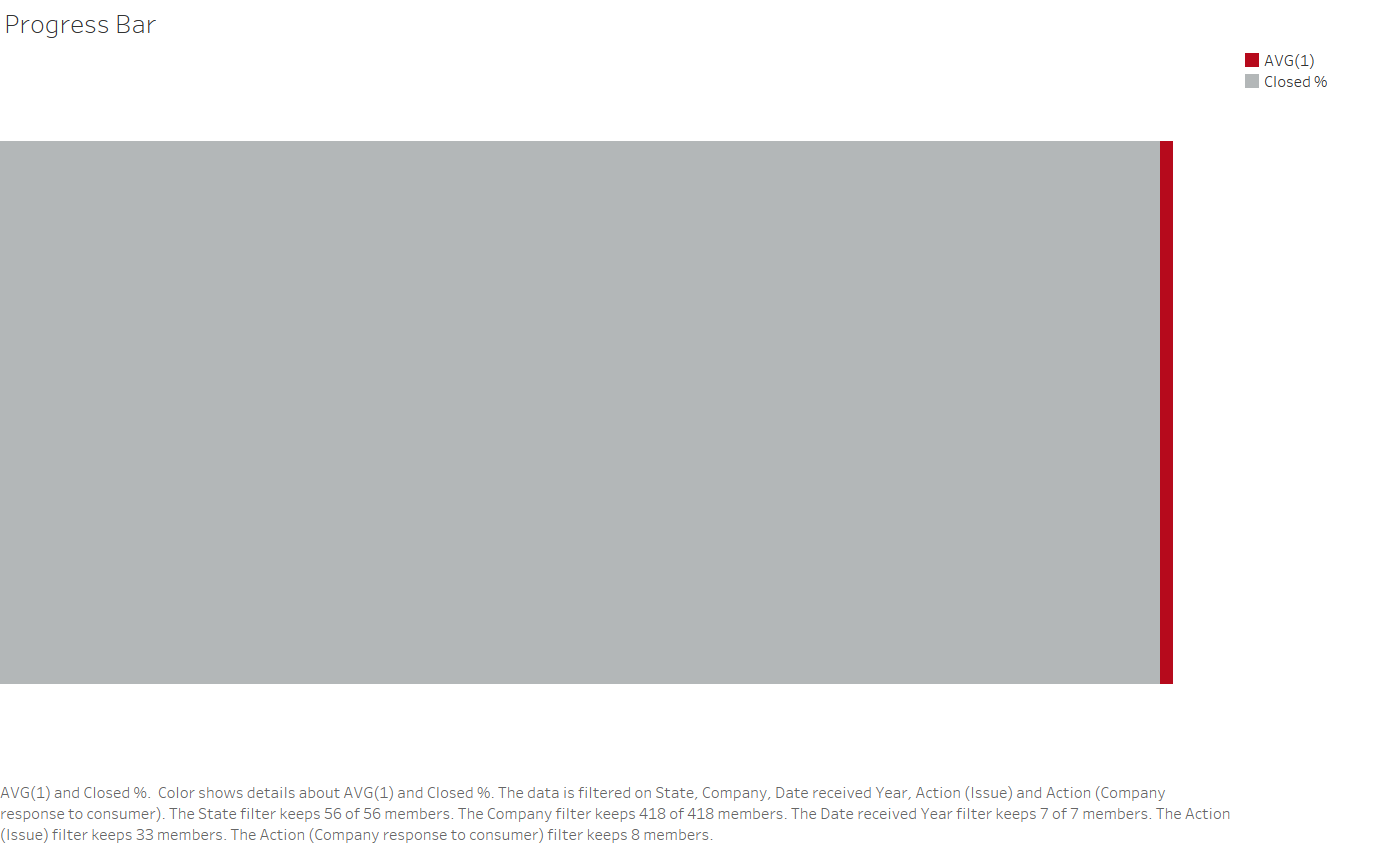 Progress Bar
AVG(1)
Closed %
AVG(1) and Closed %.  Color shows details about AVG(1) and Closed %. The data is filtered on State, Company, Date received Year, Action (Issue) and Action (Company
response to consumer). The State filter keeps 56 of 56 members. The Company filter keeps 418 of 418 members. The Date received Year filter keeps 7 of 7 members. The Action
(Issue) filter keeps 33 members. The Action (Company response to consumer) filter keeps 8 members.